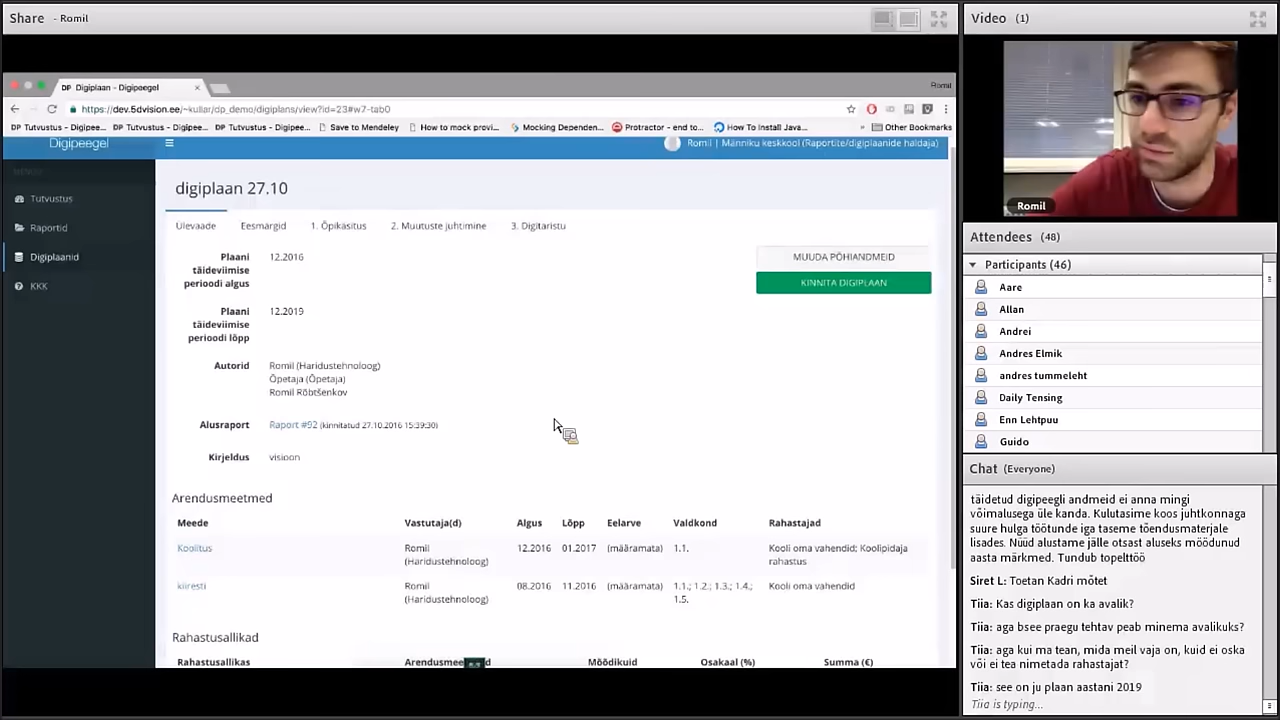 Share - Romil
DP Digiplaan - Digipeegel
Romil
https://dev.5dvision.ee/~kullar/dp_demo/digiplans/view?id=23#w7-tab0
DP Tutvustus - Digipee... DP Tutvustus - Digipee... DP Tutvustus - Digipee... Save to Mendeley How to mock provi... Mocking Dependen... Protractor - end to... How To Install Java... » Other Bookmarks
Digipeegel
Romil | Männiku keskkool (Raportite/digiplaanide haldaja)
MENÜÜ
Tutvustus
Raportid
Digiplaanid
KKK
digiplaan 27.10
Ülevaade Eesmärgid 1. Õpikäsitus 2. Muutuste juhtimine 3. Digitaristu
MUUDA PÕHIANDMEID
KINNITA DIGIPLAAN
Plaani
täideviimise
perioodi algus
12.2016
Plaani
täideviimise
perioodi lõpp
12.2019
Autorid
Romil (Haridustehnoloog)
Õpetaja (Õpetaja)
Romil Rõbtšenkov
Alusraport Raport #92 (kinnitatud 27.10.2016 15:39:30)
Kirjeldus visioon
Arendusmeetmed
Meede Vastutaja(d) Algus Lõpp Eelarve Valdkond Rahastajad
Koolitus Romil (Haridustehnoloog) 12.2016 01.2017 (määramata) 1.1. Kooli oma vahendid; Koolipidaja rahastus
kiiresti Romil (Haridustehnoloog) 08.2016 11.2016 (määramata) 1.1.; 1.2.; 1.3.; 1.4.; 1.5. Kooli oma vahendid
Rahastusallikad
Rahastusallikas Mõõdikuid Osakaal (%) Summa (€)
Video (1)
Romil
Attendees (48)
Participants (46)
Aare
Allan
Andrei
Andres Elmik
andres tummeleht
Daily Tensing
Enn Lehtpuu
Guido
Chat (Everyone)
täidetud digipeegli andmeid ei anna mingi
võimalusega üle kanda. Kulutasime koos juhtkonnaga
suure hulga töötunde iga taseme tõendusmaterjale
lisades. Nüüd alustame jälle otsast aluseks möödunud
aasta märkmed. Tundub topelttöö
Siret L: Toetan Kadri mõtet
Tiia: Kas digiplaan on ka avalik?
Tiia: aga bsee praegu tehtav peab minema avalikuks?
Tiia: aga kui ma tean, mida meil vaja on, kuid ei oska
või ei tea nimetada rahastajat?
Tiia: see on ju plaan aastani 2019
Tiia is typing...